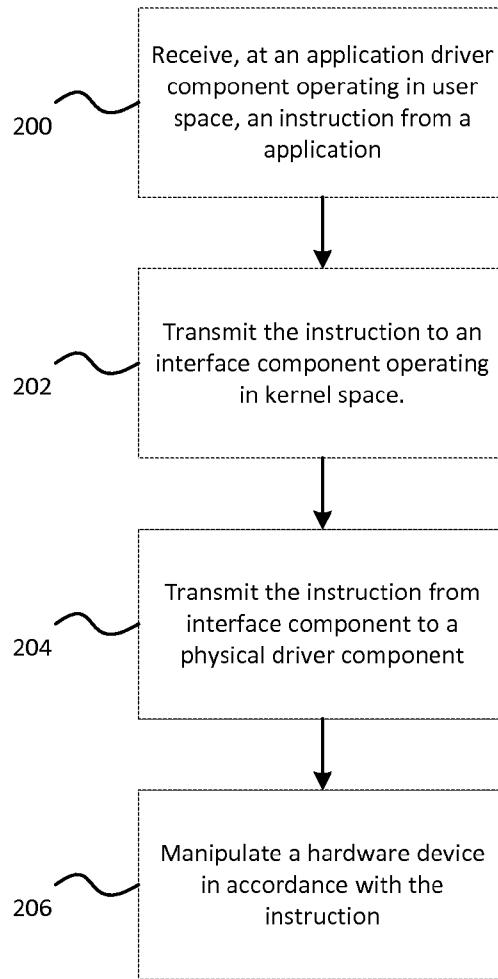 Receive, at an application driver
component operating in user
space, an instruction from a
application
200
Transmit the instruction to an
interface component operating
in kernel space.
202
Transmit the instruction from
interface component to a
physical driver component
204
Manipulate a hardware device
in accordance with the
instruction
206